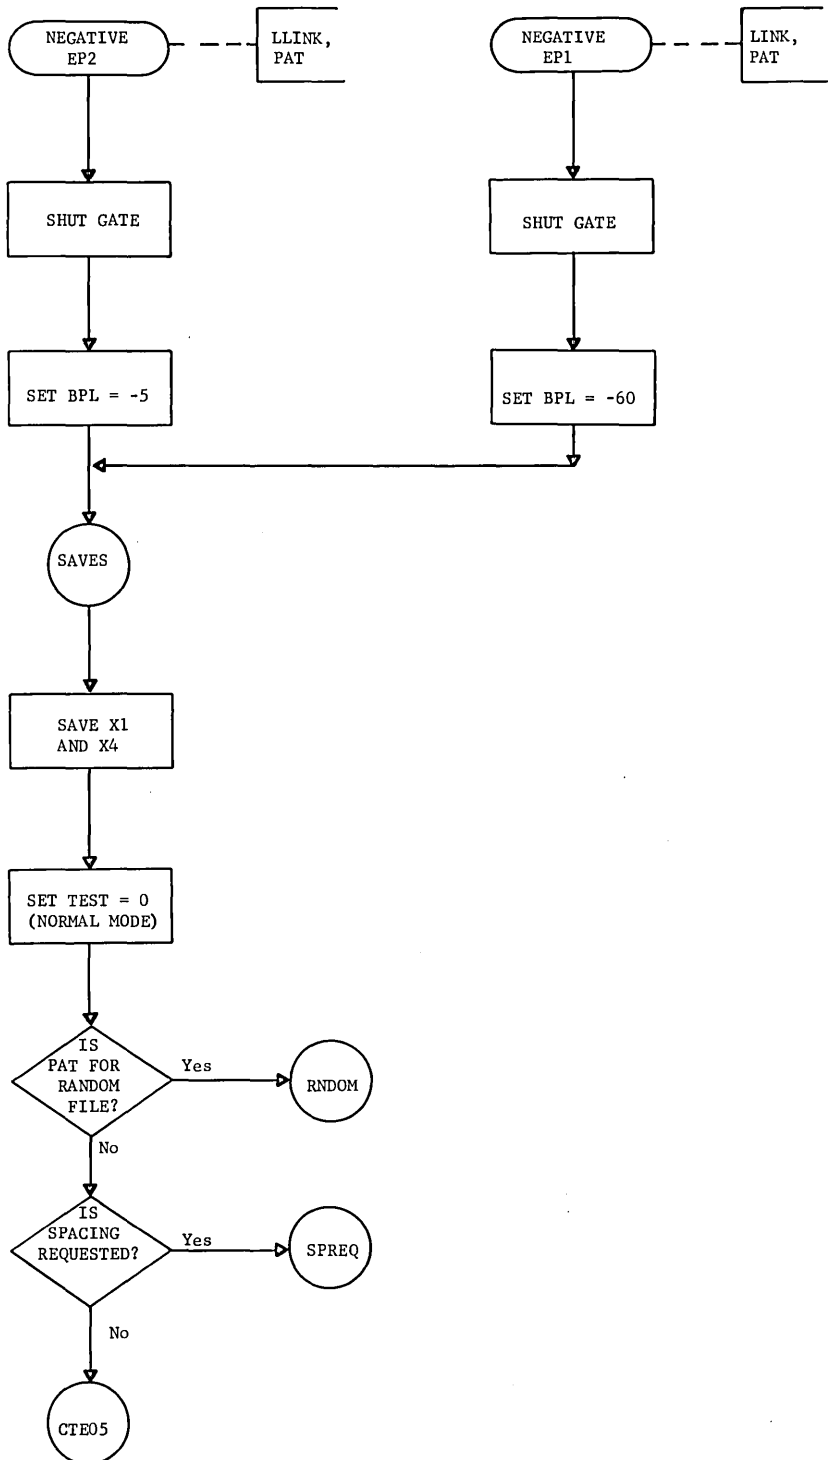 NEGATIVE
EP2
LLINK,
PAT
NEGATIVE
EP1
LINK,
PAT
SHUT GATE
SHUT GATE
SET BPL = -5
SET BPL = -60
SAVES
SAVE X1
AND X4
SET TEST = 0
(NORMAL MODE)
IS
PAT FOR
RANDOM
FILE?
Yes
RNDOM
No
IS
SPACING
REQUESTED?
Yes
SPREQ
No
CTE05